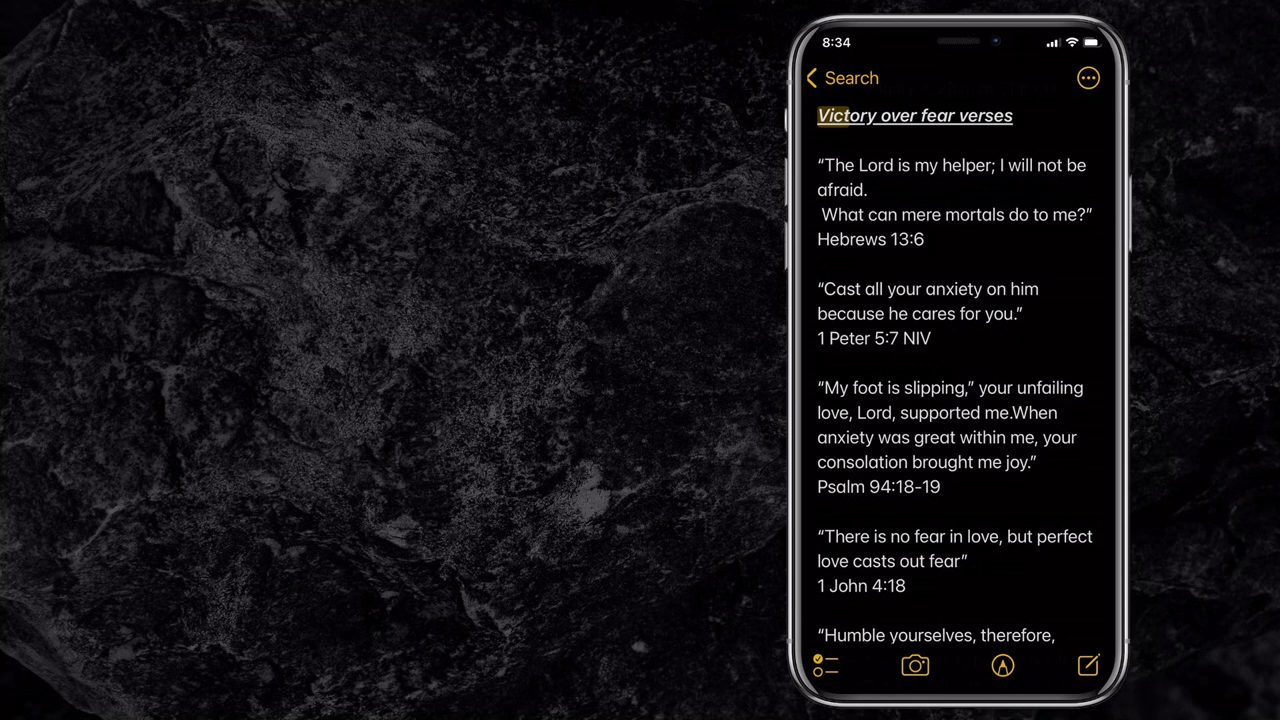 8:34
Search
Victory over fear verses
“The Lord is my helper; I will not be
afraid.
What can mere mortals do to me?”
Hebrews 13:6
“Cast all your anxiety on him
because he cares for you.”
1 Peter 5:7 NIV
“My foot is slipping,” your unfailing
love, Lord, supported me.When
anxiety was great within me, your
consolation brought me joy.”
Psalm 94:18-19
“There is no fear in love, but perfect
love casts out fear”
1 John 4:18
“Humble yourselves, therefore,